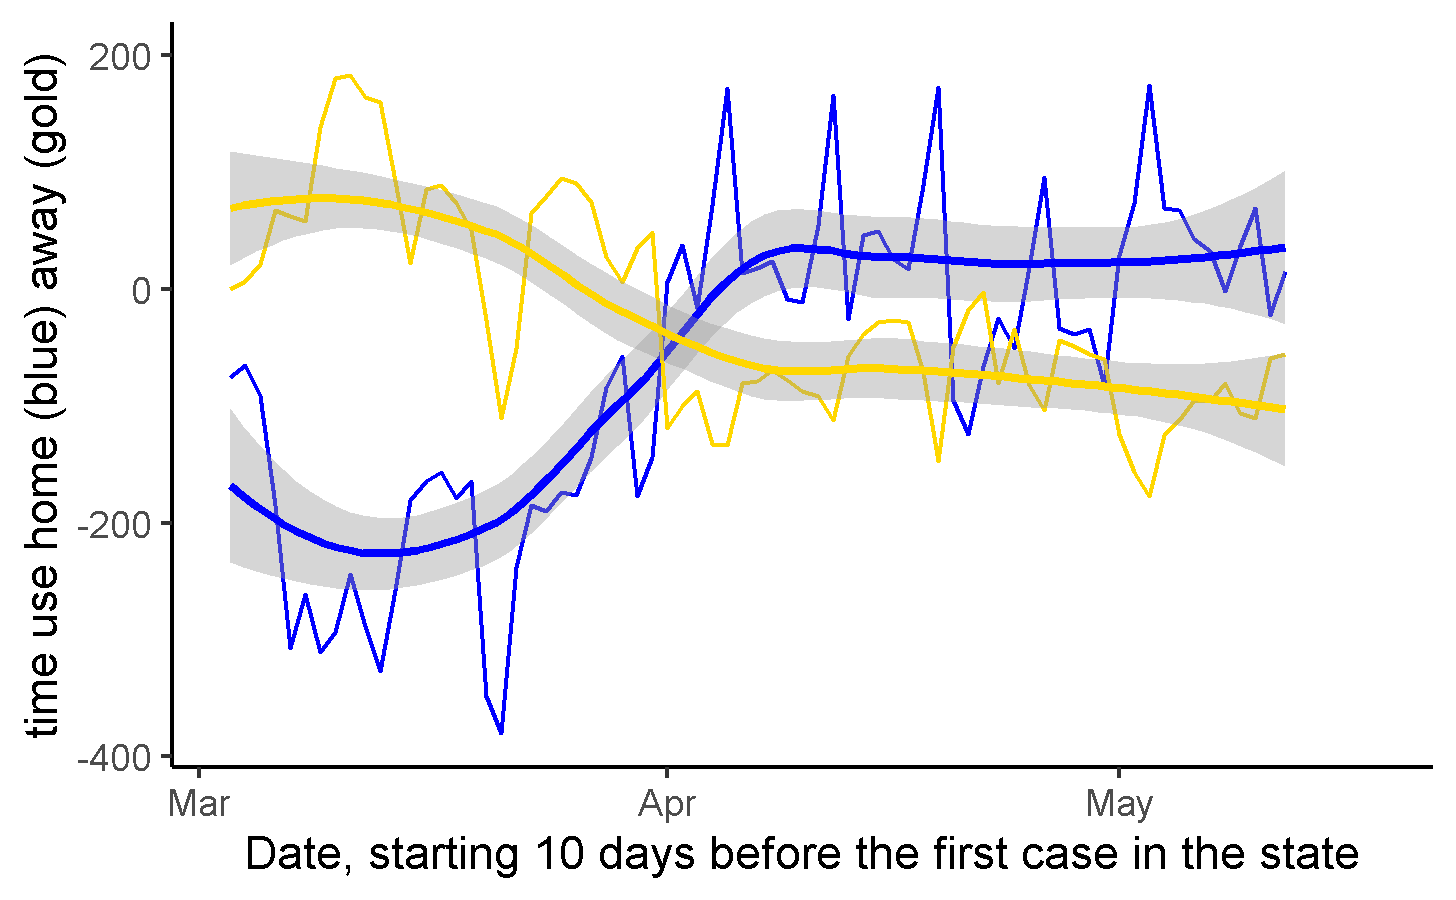 time use home (blue) away (gold)
200
0
-200
-400
Mar
Apr
May
Date, starting 10 days before the first case in the state